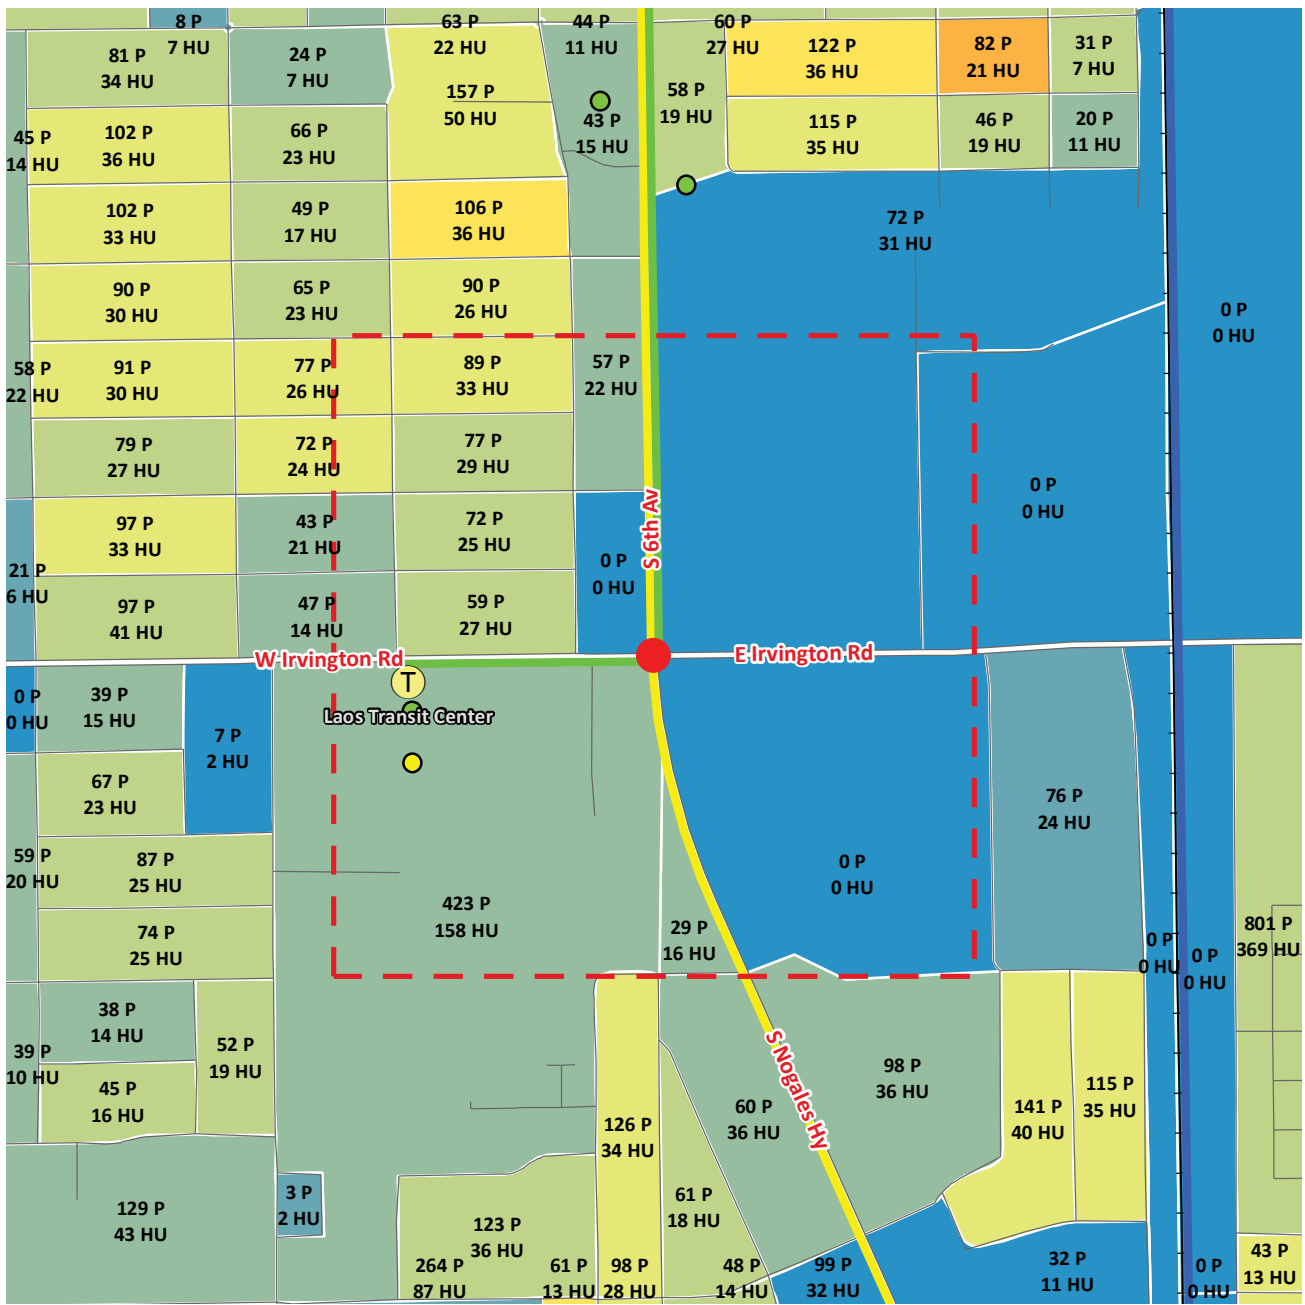 8 P
7 HU
63 P
22 HU
44 P
11 HU
60 P
27 HU
81 P
34 HU
24 P
7 HU
157 P
50 HU
58 P
19 HU
122 P
36 HU
82 P
21 HU
31 P
7 HU
45 P
14 HU
102 P
36 HU
66 P
23 HU
43 P
15 HU
115 P
35 HU
46 P
19 HU
20 P
11 HU
102 P
33 HU
49 P
17 HU
106 P
36 HU
72 P
31 HU
90 P
30 HU
65 P
23 HU
90 P
26 HU
0 P
0 HU
58 P
22 HU
91 P
30 HU
77 P
26 HU
89 P
33 HU
57 P
22 HU
79 P
27 HU
72 P
24 HU
77 P
29 HU
0 P
0 HU
97 P
33 HU
43 P
21 HU
72 P
25 HU
S 6th Av
0 P
0 HU
21 P
6 HU
97 P
41 HU
47 P
14 HU
59 P
27 HU
W Irvington Rd
E Irvington Rd
T
Laos Transit Center
0 P
0 HU
39 P
15 HU
7 P
2 HU
67 P
23 HU
76 P
24 HU
59 P
20 HU
87 P
25 HU
0 P
0 HU
423 P
158 HU
74 P
25 HU
29 P
16 HU
0 P
0 HU
0 P
0 HU
801 P
369 HU
38 P
14 HU
39 P
10 HU
52 P
19 HU
45 P
16 HU
S Nogales Hy
98 P
36 HU
60 P
36 HU
141 P
40 HU
115 P
35 HU
126 P
34 HU
129 P
43 HU
3 P
2 HU
61 P
18 HU
123 P
36 HU
264 P
87 HU
61 P
13 HU
98 P
28 HU
48 P
14 HU
99 P
32 HU
32 P
11 HU
0 P
0 HU
43 P
13 HU